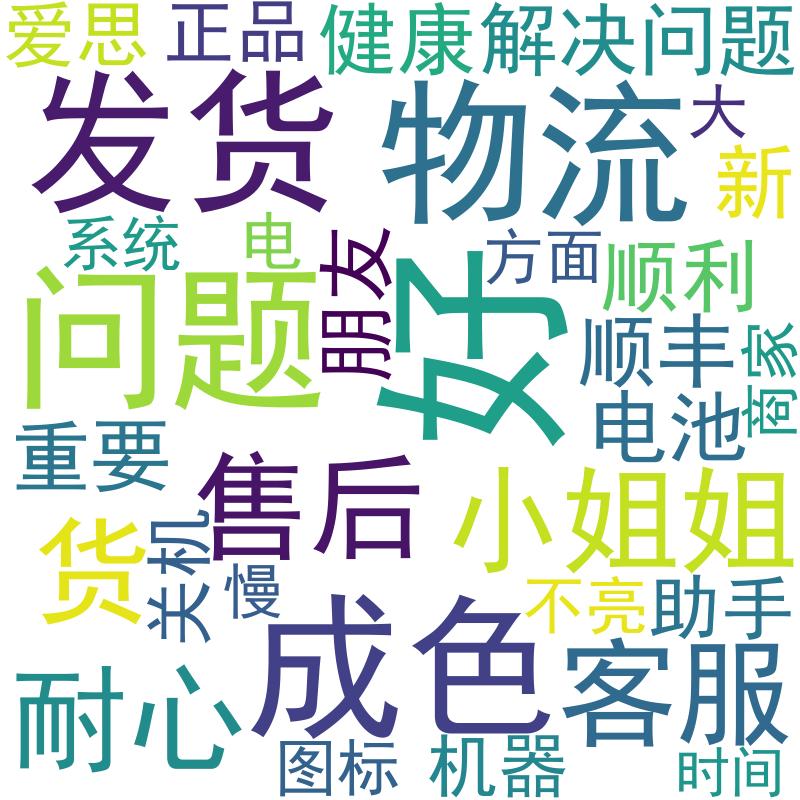 爱思
正品
健康
解决问题
发货
物流
大
新
系统
电
朋友
方面
顺利
问题
好
顺丰
商家
电池
重要
售后
小姐姐
货
关机
慢
不亮
助手
成色
客服
耐心
图标
机器
时间